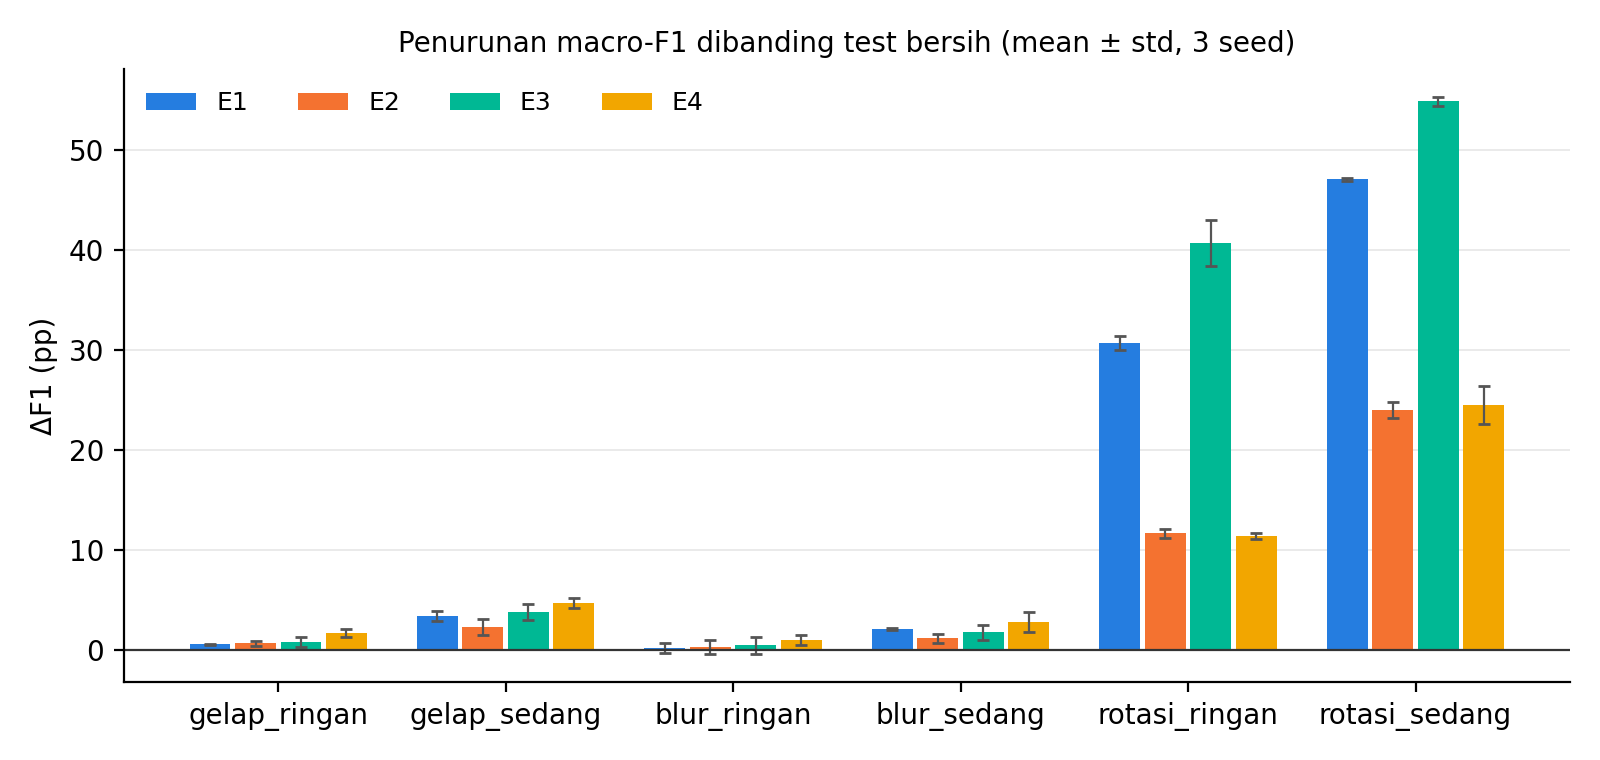 Penurunan macro-F1 dibanding test bersih (mean ± std, 3 seed)
E1 E2 E3 E4
ΔF1 (pp)
50
40
30
20
10
0
gelap_ringan gelap_sedang blur_ringan blur_sedang rotasi_ringan rotasi_sedang